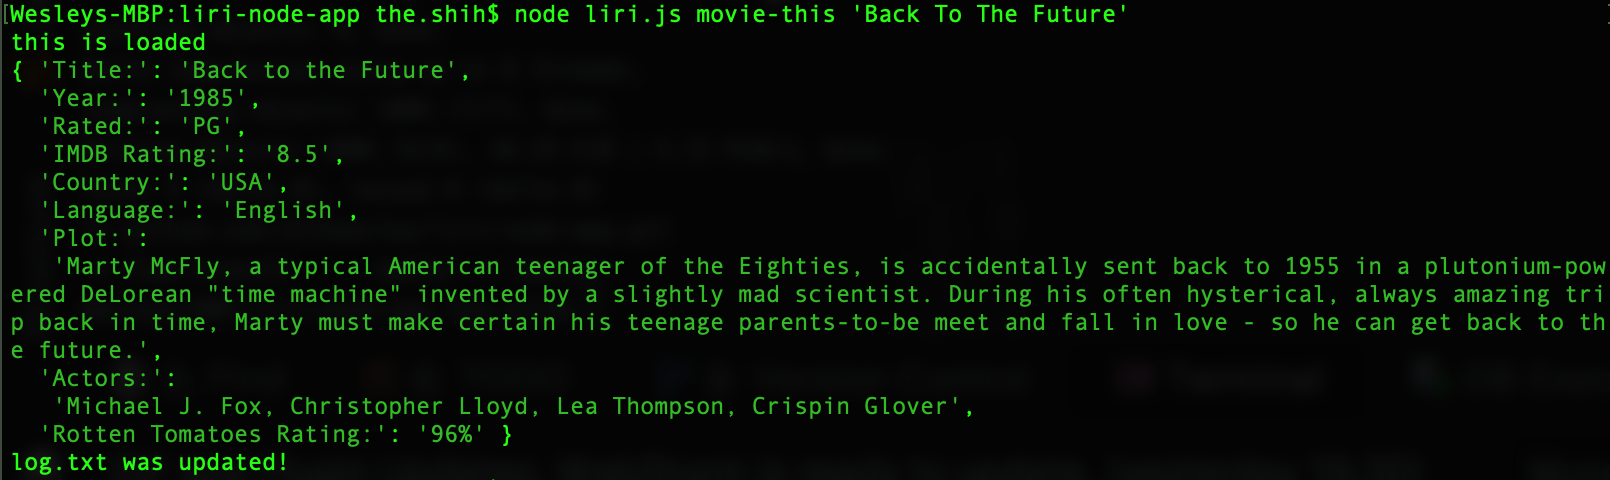 [Wesleys-MBP:liri-node-app the.shih$ node liri.js movie-this 'Back To The Future'
this is loaded
{ 'Title:': 'Back to the Future',
  'Year:': '1985',
  'Rated:': 'PG',
  'IMDB Rating:': '8.5',
  'Country:': 'USA',
  'Language:': 'English',
  'Plot:':
   'Marty McFly, a typical American teenager of the Eighties, is accidentally sent back to 1955 in a plutonium-pow
ered DeLorean "time machine" invented by a slightly mad scientist. During his often hysterical, always amazing tri
p back in time, Marty must make certain his teenage parents-to-be meet and fall in love - so he can get back to th
e future.',
  'Actors:':
   'Michael J. Fox, Christopher Lloyd, Lea Thompson, Crispin Glover',
  'Rotten Tomatoes Rating:': '96%' }
log.txt was updated!